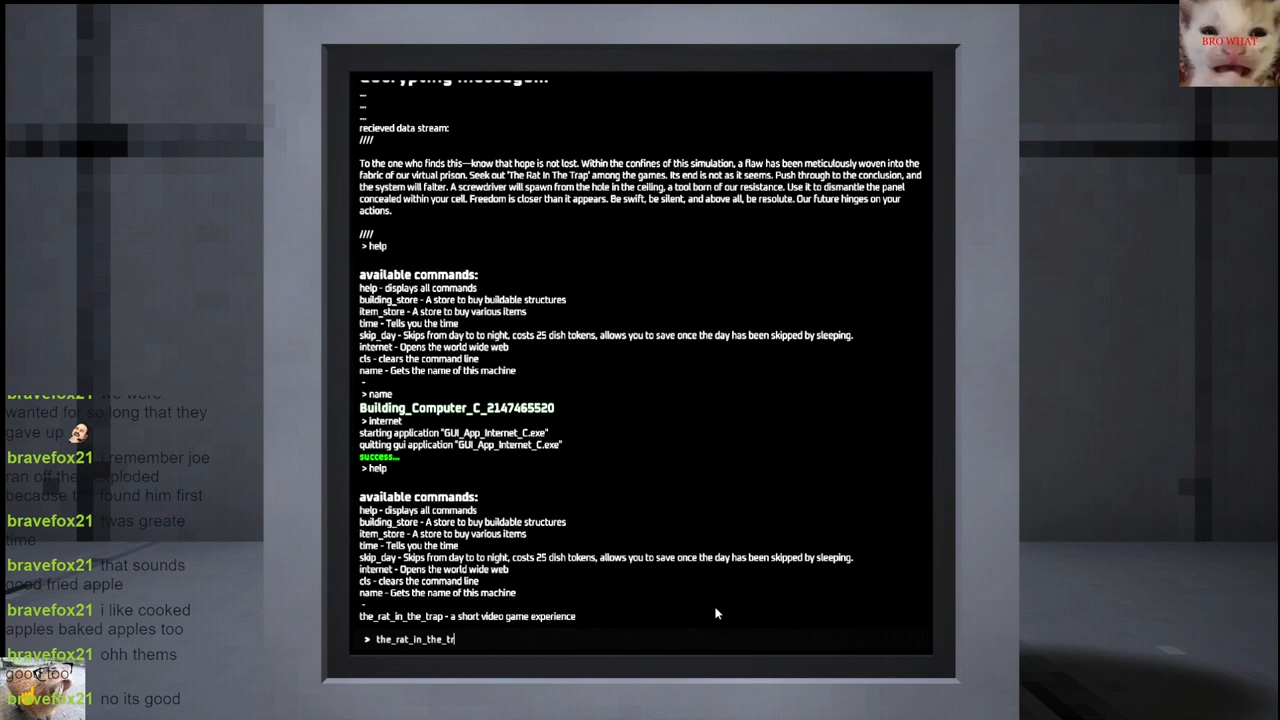 BRO WHAT
decrypting message...
...
...
...
recieved data stream:
////
To the one who finds this—know that hope is not lost. Within the confines of this simulation, a flaw has been meticulously woven into the
fabric of our virtual prison. Seek out 'The Rat In The Trap' among the games. Its end is not as it seems. Push through to the conclusion, and
the system will falter. A screwdriver will spawn from the hole in the ceiling, a tool born of our resistance. Use it to dismantle the panel
concealed within your cell. Freedom is closer than it appears. Be swift, be silent, and above all, be resolute. Our future hinges on your
actions.
////
> help
available commands:
help - displays all commands
building_store - A store to buy buildable structures
item_store - A store to buy various items
time - Tells you the time
skip_day - Skips from day to to night, costs 25 dish tokens, allows you to save once the day has been skipped by sleeping.
internet - Opens the world wide web
cls - clears the command line
name - Gets the name of this machine
-
> name
Building_Computer_C_2147465520
> internet
starting application "GUI_App_Internet_C.exe"
quitting gui application "GUI_App_Internet_C.exe"
success...
> help
available commands:
help - displays all commands
building_store - A store to buy buildable structures
item_store - A store to buy various items
time - Tells you the time
skip_day - Skips from day to to night, costs 25 dish tokens, allows you to save once the day has been skipped by sleeping.
internet - Opens the world wide web
cls - clears the command line
name - Gets the name of this machine
-
the_rat_in_the_trap - a short video game experience
> the_rat_in_the_tr
bravefox21 we were
wanted for so long that they
gave up
bravefox21 i remember joe
ran off then exploded
because they found him first
bravefox21 twas greate
time
bravefox21 that sounds
good fried apple
bravefox21 i like cooked
apples baked apples too
bravefox21 ohh thems
good too
bravefox21 no its good